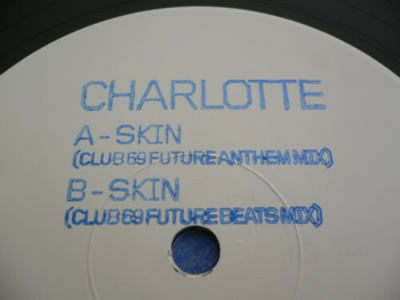 CHARLOTTE
A-SKIN
(CLUB 69 FUTURE ANTHEM MIX)
B-SKIN
(CLUB 69 FUTURE BEATS MIX)